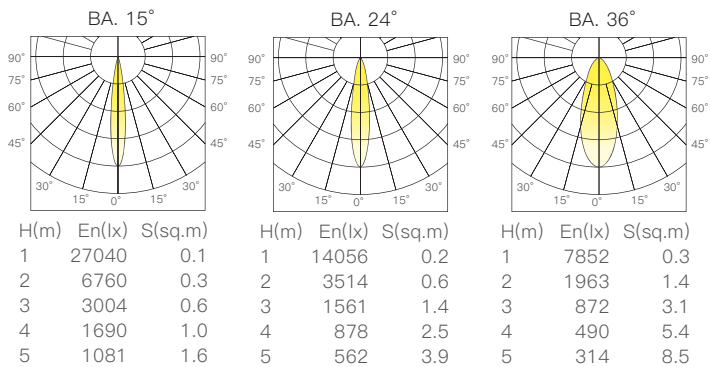 BA. 15°
90° 90°
75° 75°
60° 60°
45° 45°
30° 30°
15° 0° 15°
H(m) En(lx) S(sq.m)
1 27040 0.1
2 6760 0.3
3 3004 0.6
4 1690 1.0
5 1081 1.6
BA. 24°
90° 90°
75° 75°
60° 60°
45° 45°
30° 30°
15° 0° 15°
H(m) En(lx) S(sq.m)
1 14056 0.2
2 3514 0.6
3 1561 1.4
4 878 2.5
5 562 3.9
BA. 36°
90° 90°
75° 75°
60° 60°
45° 45°
30° 30°
15° 0° 15°
H(m) En(lx) S(sq.m)
1 7852 0.3
2 1963 1.4
3 872 3.1
4 490 5.4
5 314 8.5